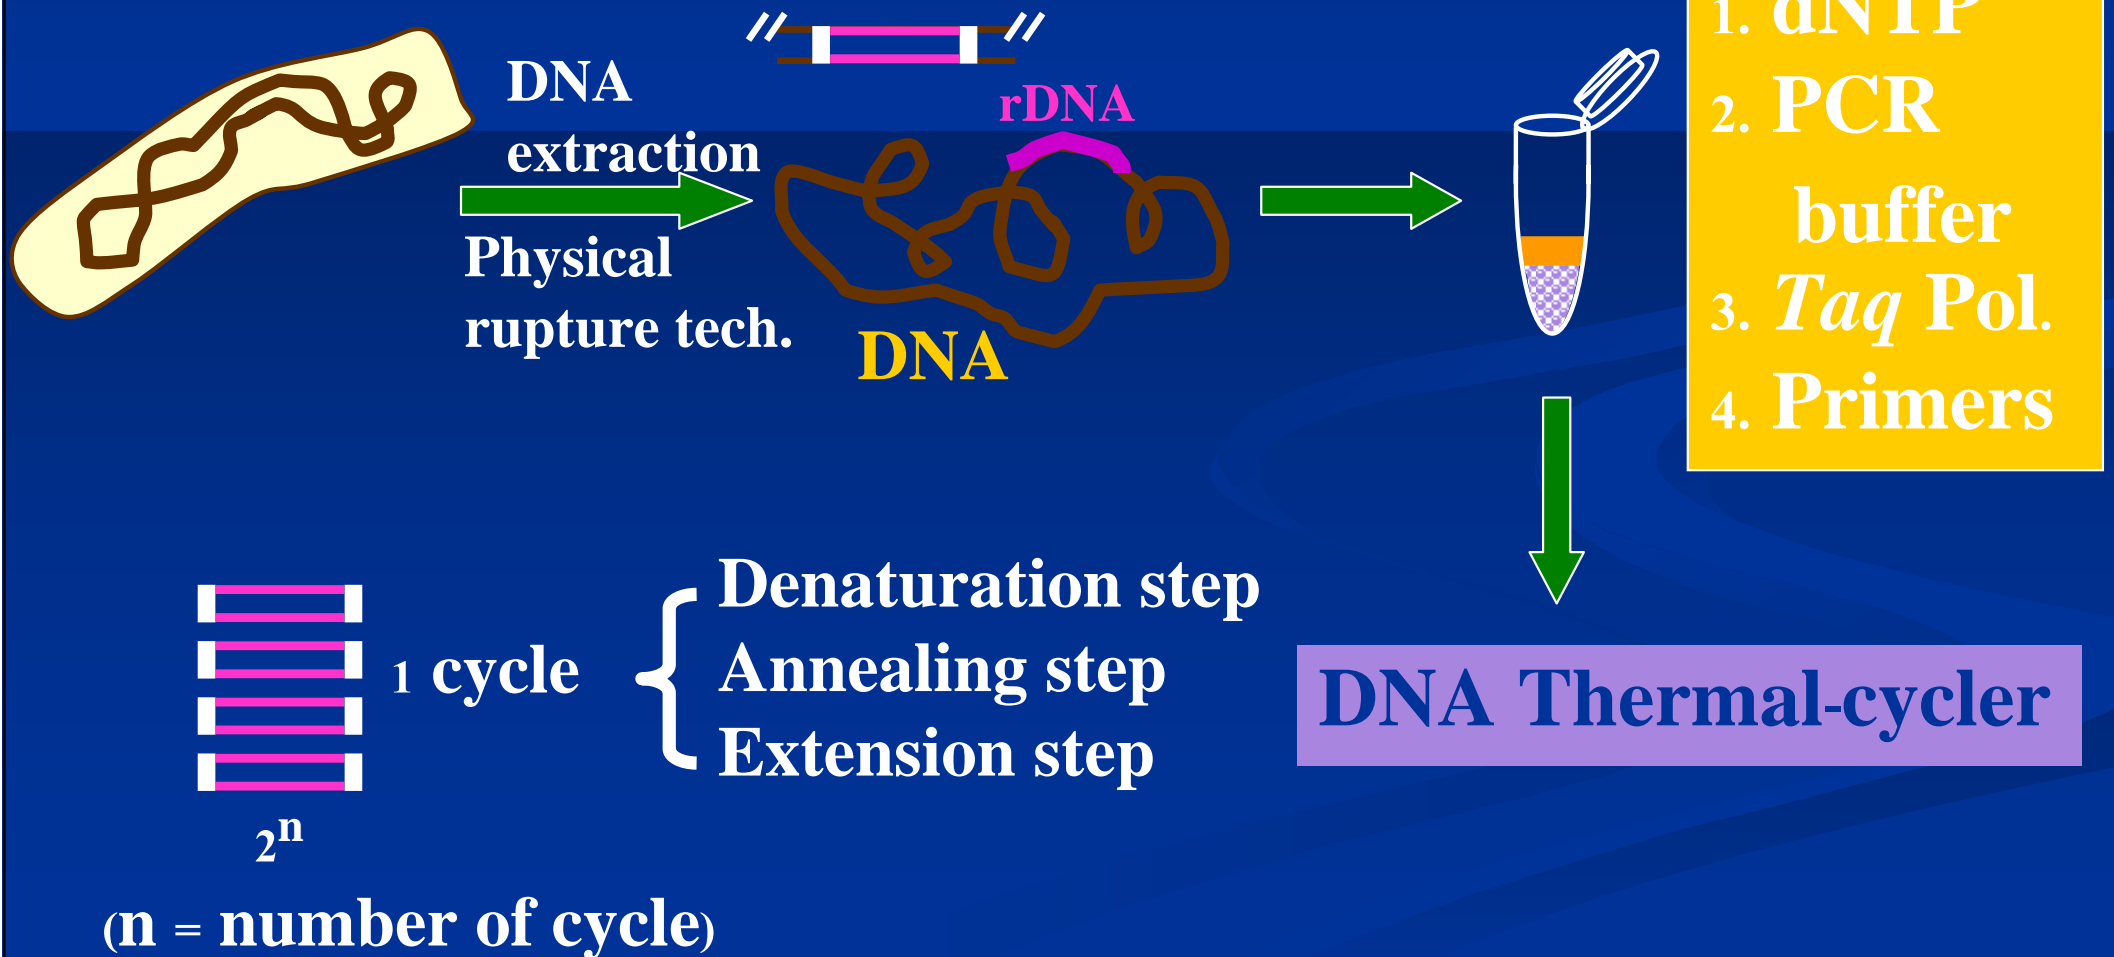 DNA
extraction
Physical
rupture tech.
rDNA
DNA
1. dNTP
2. PCR
buffer
3. Taq Pol.
4. Primers
DNA Thermal-cycler
1 cycle
Denaturation step
Annealing step
Extension step
2ⁿ
(n = number of cycle)